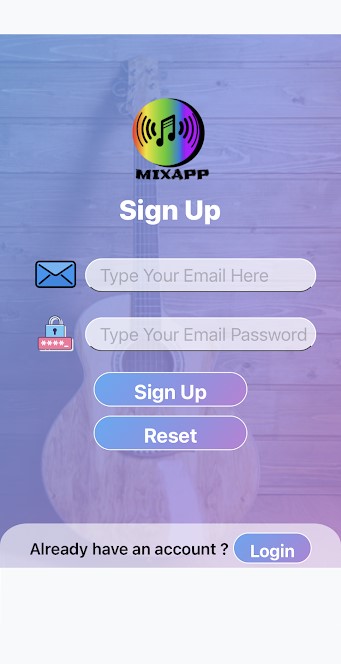 MIXAPP
Sign Up
Type Your Email Here
****_
Type Your Email Password
Sign Up
Reset
Already have an account ? Login